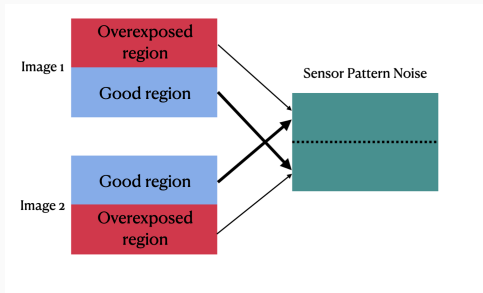 Overexposed
region
Image 1
Good region
Sensor Pattern Noise
Good region
Image 2
Overexposed
region